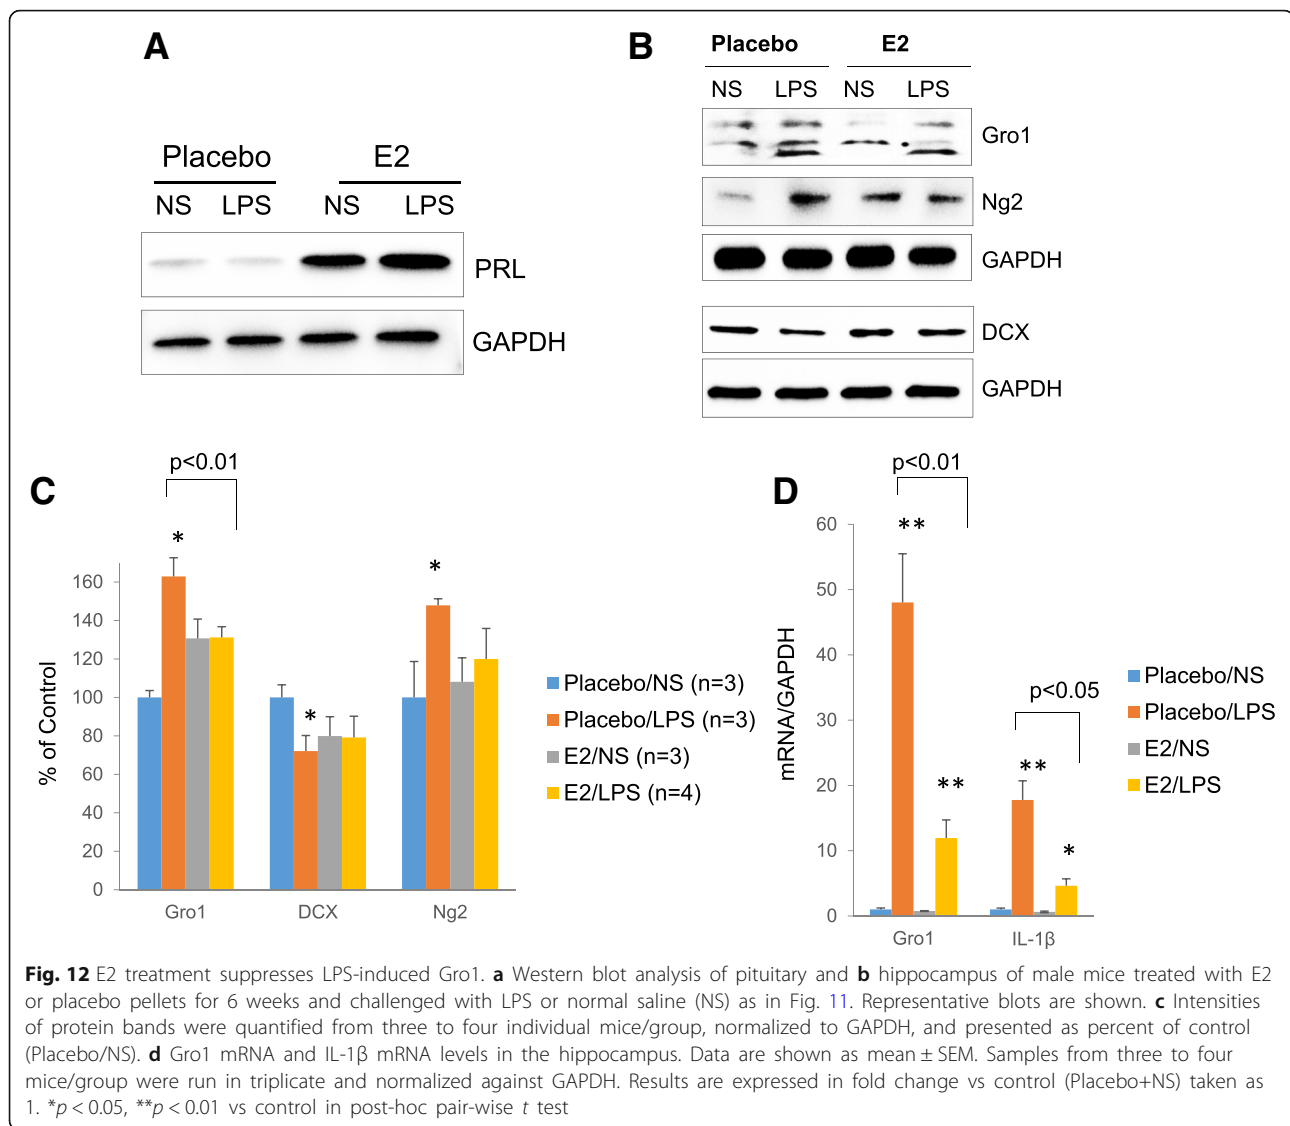 A
Placebo E2
NS LPS NS LPS
PRL
GAPDH
B
Placebo E2
NS LPS NS LPS
Gro1
Ng2
GAPDH
DCX
GAPDH
C
p<0.01
*
*
*
% of Control
160
140
120
100
80
60
40
20
0
Gro1 DCX Ng2
Placebo/NS (n=3)
Placebo/LPS (n=3)
E2/NS (n=3)
E2/LPS (n=4)
D
p<0.01
**
**
p<0.05
**
*
mRNA/GAPDH
60
50
40
30
20
10
0
Gro1 IL-1β
Placebo/NS
Placebo/LPS
E2/NS
E2/LPS
Fig. 12 E2 treatment suppresses LPS-induced Gro1. a Western blot analysis of pituitary and b hippocampus of male mice treated with E2
or placebo pellets for 6 weeks and challenged with LPS or normal saline (NS) as in Fig. 11. Representative blots are shown. c Intensities
of protein bands were quantified from three to four individual mice/group, normalized to GAPDH, and presented as percent of control
(Placebo/NS). d Gro1 mRNA and IL-1β mRNA levels in the hippocampus. Data are shown as mean ± SEM. Samples from three to four
mice/group were run in triplicate and normalized against GAPDH. Results are expressed in fold change vs control (Placebo+NS) taken as
1. *p < 0.05, **p < 0.01 vs control in post-hoc pair-wise t test